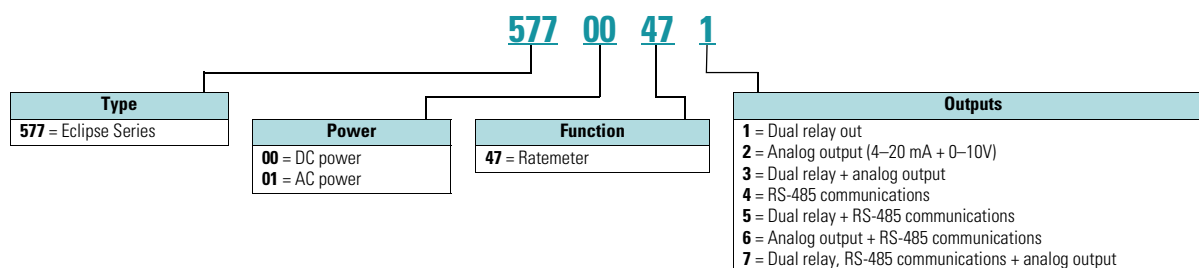 577 00 47 1
Type
577 = Eclipse Series
Power
00 = DC power
01 = AC power
Function
47 = Ratemeter
Outputs
1 = Dual relay out
2 = Analog output (4–20 mA + 0–10V)
3 = Dual relay + analog output
4 = RS-485 communications
5 = Dual relay + RS-485 communications
6 = Analog output + RS-485 communications
7 = Dual relay, RS-485 communications + analog output